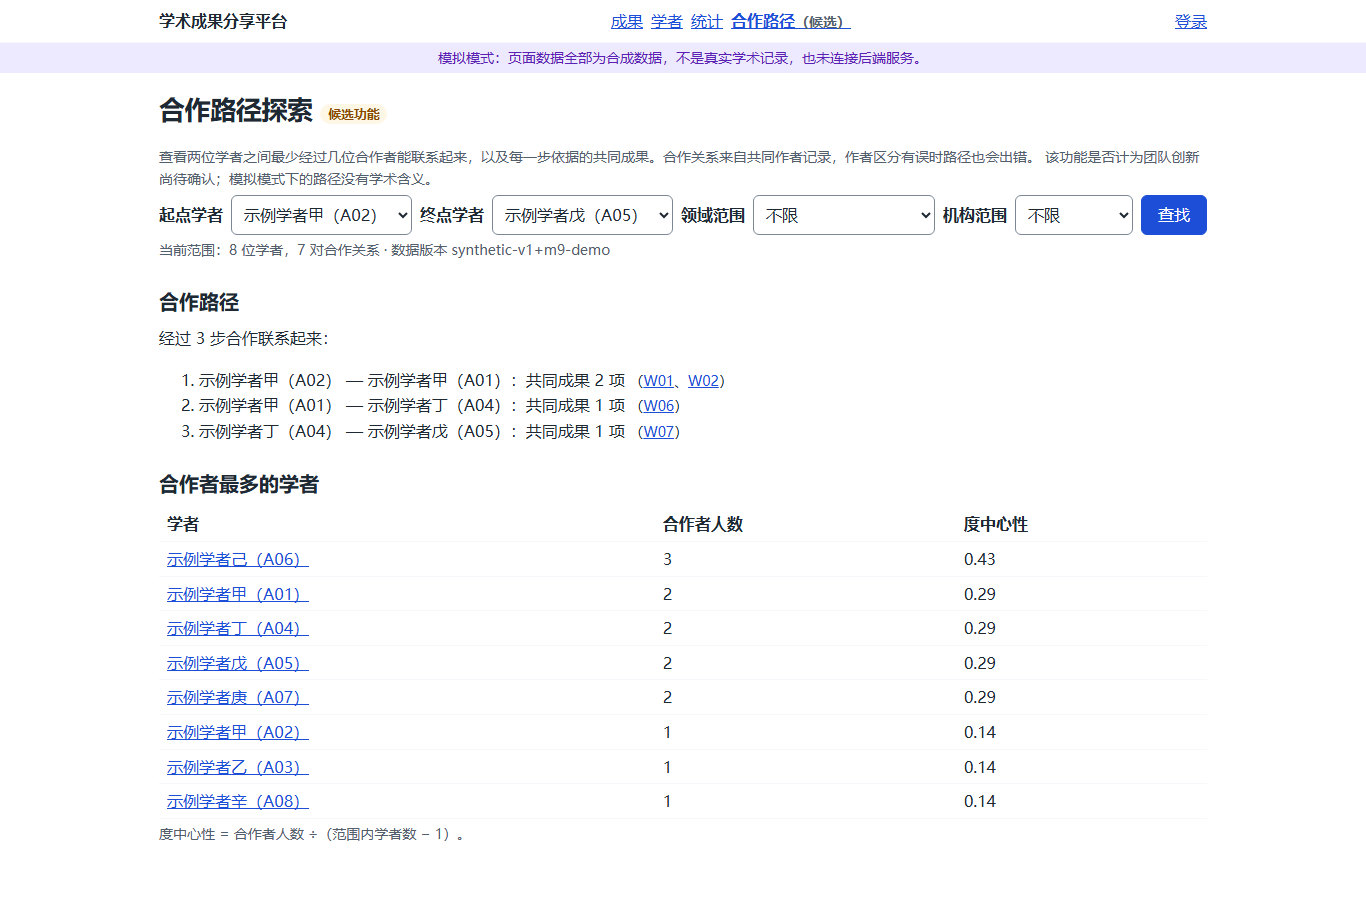 学术成果分享平台 成果 学者 统计 合作路径（候选） 登录
模拟模式：页面数据全部为合成数据，不是真实学术记录，也未连接后端服务。
合作路径探索 候选功能
查看两位学者之间最少经过几位合作者能联系起来，以及每一步依据的共同成果。合作关系来自共同作者记录，作者区分有误时路径也会出错。 该功能是否计为团队创新
尚待确认；模拟模式下的路径没有学术含义。
起点学者 示例学者甲（A02） 终点学者 示例学者戊（A05） 领域范围 不限 机构范围 不限 查找
当前范围：8 位学者，7 对合作关系 · 数据版本 synthetic-v1+m9-demo
合作路径
经过 3 步合作联系起来：
1. 示例学者甲（A02） — 示例学者甲（A01）：共同成果 2 项 （W01、W02）
2. 示例学者甲（A01） — 示例学者丁（A04）：共同成果 1 项 （W06）
3. 示例学者丁（A04） — 示例学者戊（A05）：共同成果 1 项 （W07）
合作者最多的学者
学者 合作者人数 度中心性
示例学者己（A06） 3 0.43
示例学者甲（A01） 2 0.29
示例学者丁（A04） 2 0.29
示例学者戊（A05） 2 0.29
示例学者庚（A07） 2 0.29
示例学者甲（A02） 1 0.14
示例学者乙（A03） 1 0.14
示例学者辛（A08） 1 0.14
度中心性 = 合作者人数 ÷（范围内学者数 − 1）。